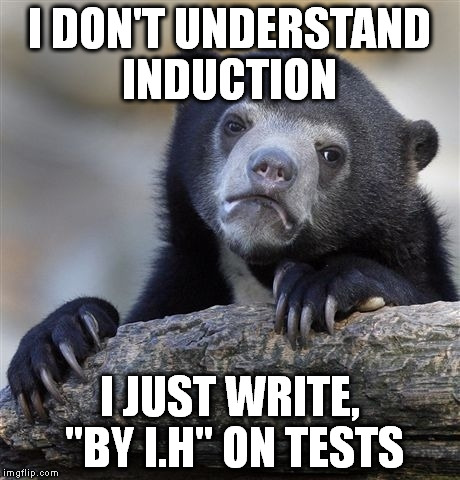 I DON'T UNDERSTAND
INDUCTION
I JUST WRITE,
"BY I.H" ON TESTS
imgflip.com